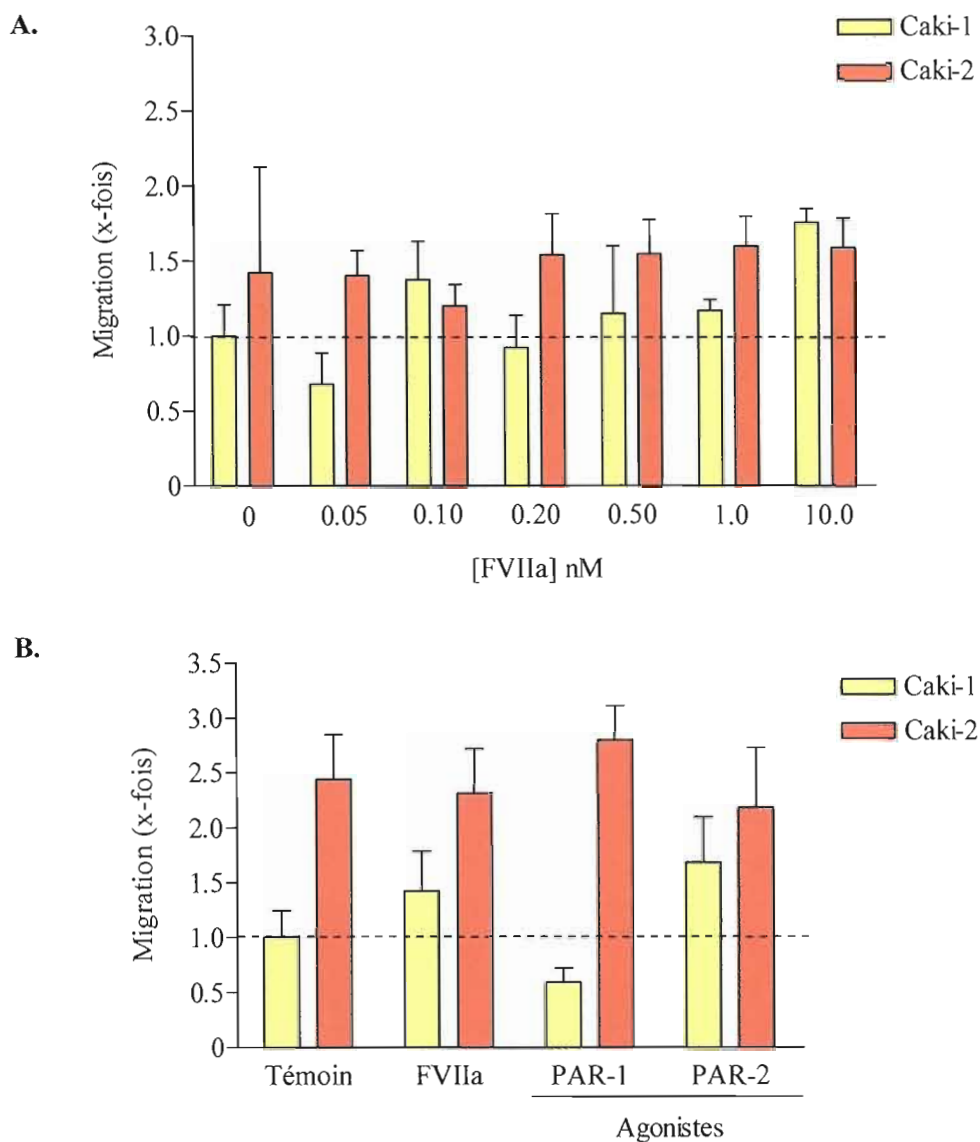 A.
Caki-1
Caki-2
Migration (x-fois)
3.0
2.5
2.0
1.5
1.0
0.5
0
0 0.05 0.10 0.20 0.50 1.0 10.0
[FVIIa] nM
B.
Caki-1
Caki-2
Migration (x-fois)
3.5
3.0
2.5
2.0
1.5
1.0
0.5
0
Témoin FVIIa PAR-1 PAR-2
Agonistes